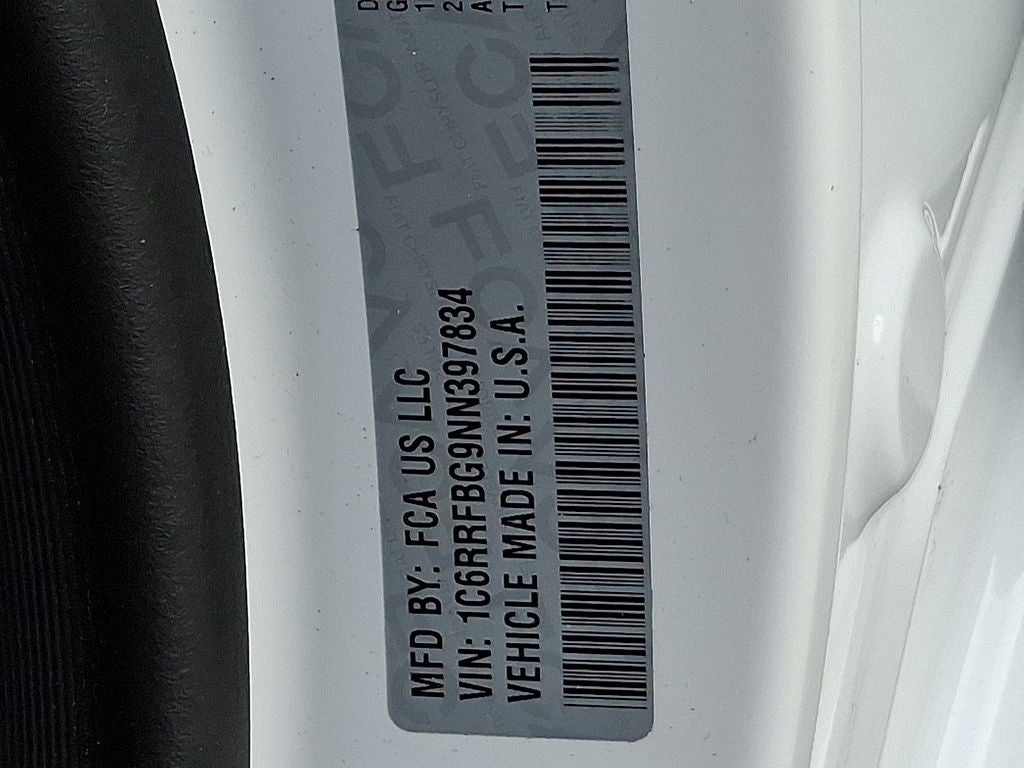 MFD BY: FCA US LLC
VIN: 1C6RRFBG9NN397834
VEHICLE MADE IN: U.S.A.